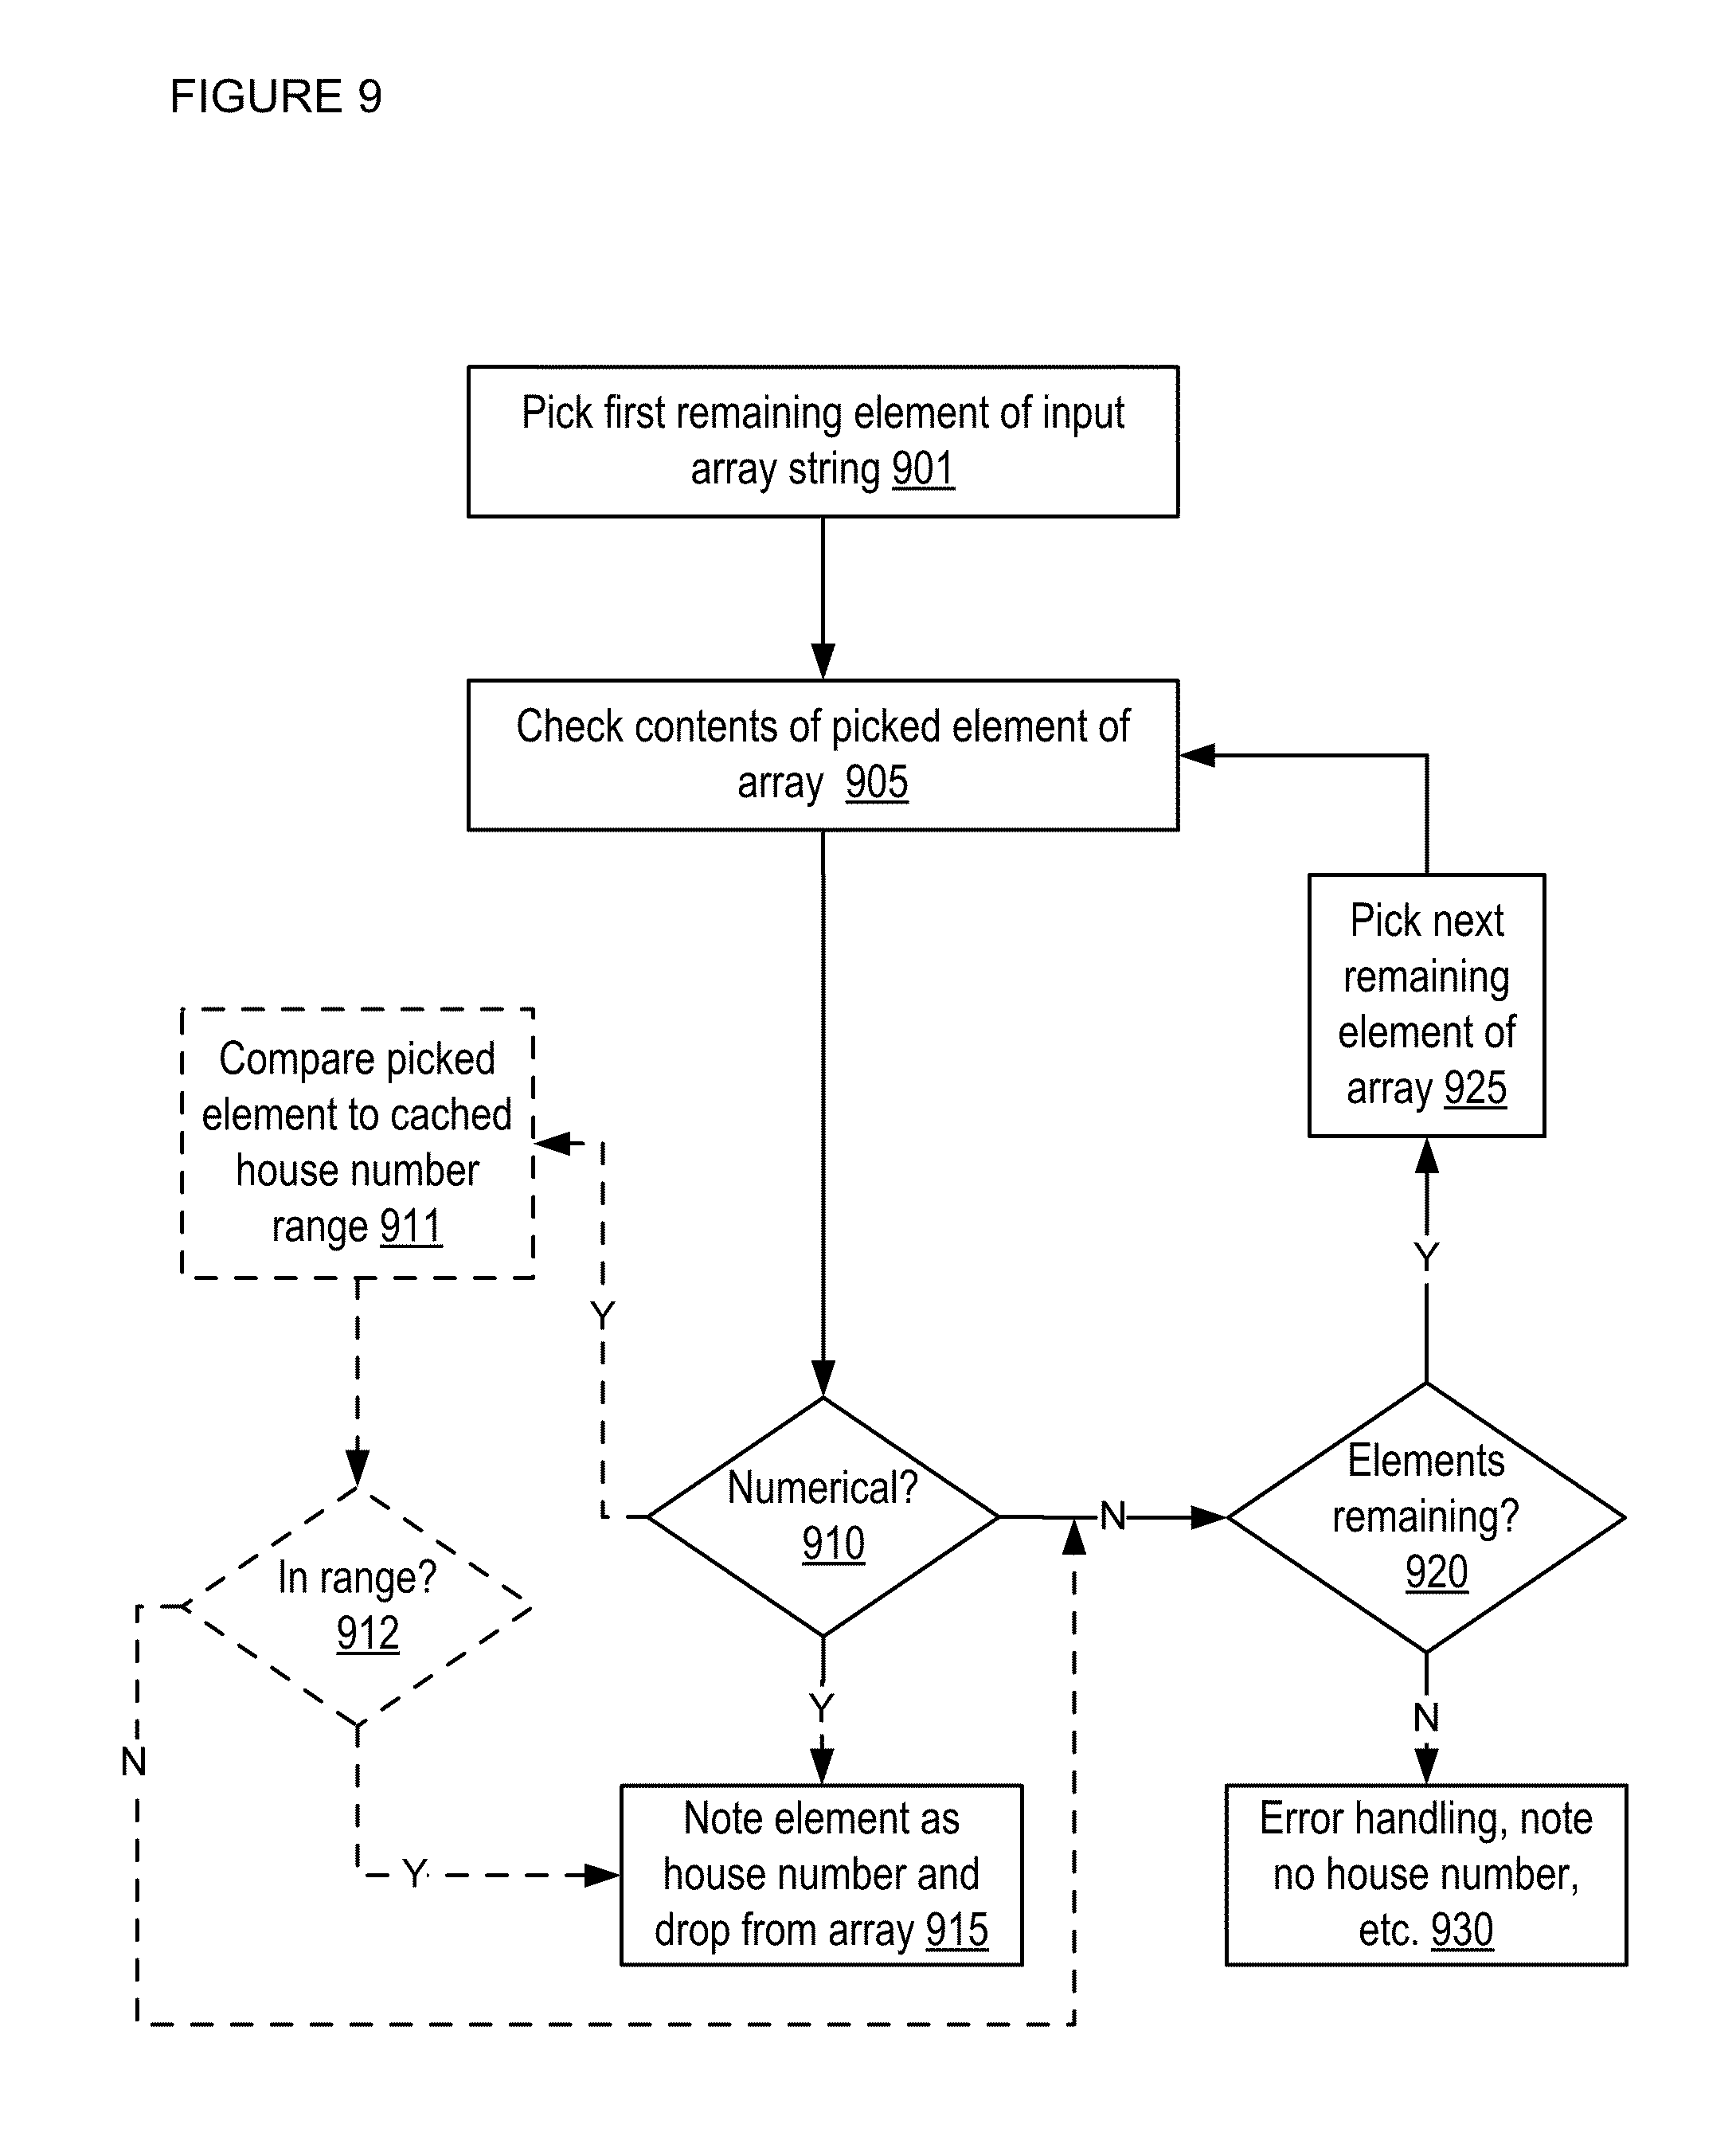 FIGURE 9
Pick first remaining element of input
array string 901
Check contents of picked element of
array 905
Pick next
remaining
element of
array 925
Compare picked
element to cached
house number
range 911
Y
Y
Numerical?
910
N
Elements
remaining?
920
In range?
912
Y
N
N
Y
Note element as
house number and
drop from array 915
Error handling, note
no house number,
etc. 930